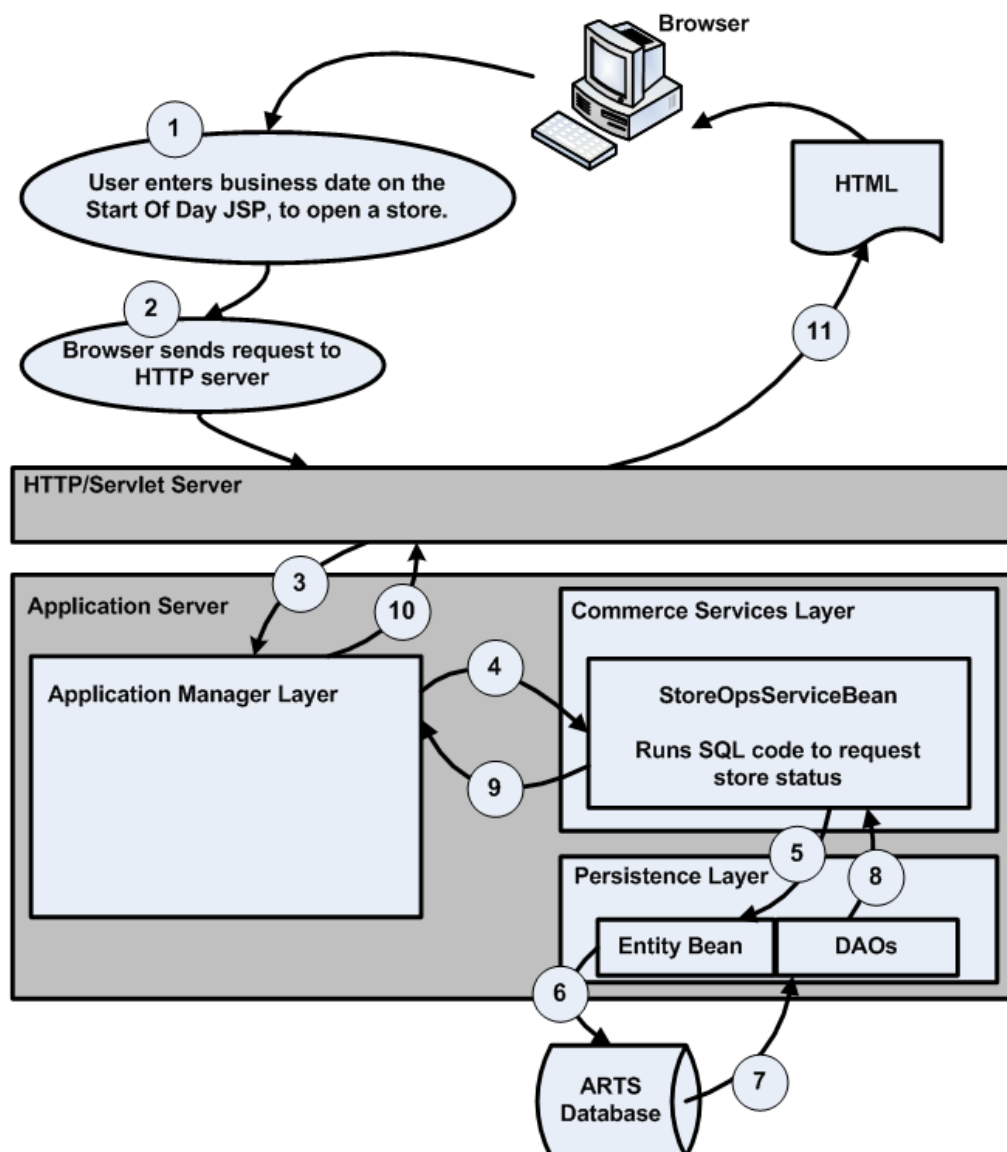 Browser
1
User enters business date on the
Start Of Day JSP, to open a store.
HTML
2
Browser sends request to
HTTP server
11
HTTP/Servlet Server
3
10
Application Server
Commerce Services Layer
Application Manager Layer
4
StoreOpsServiceBean
Runs SQL code to request
store status
9
5
8
Persistence Layer
Entity Bean
DAOs
6
7
ARTS
Database